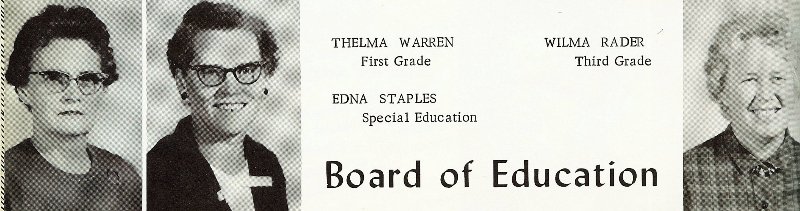 THELMA WARREN
First Grade
WILMA RADER
Third Grade
EDNA STAPLES
Special Education
Board of Education